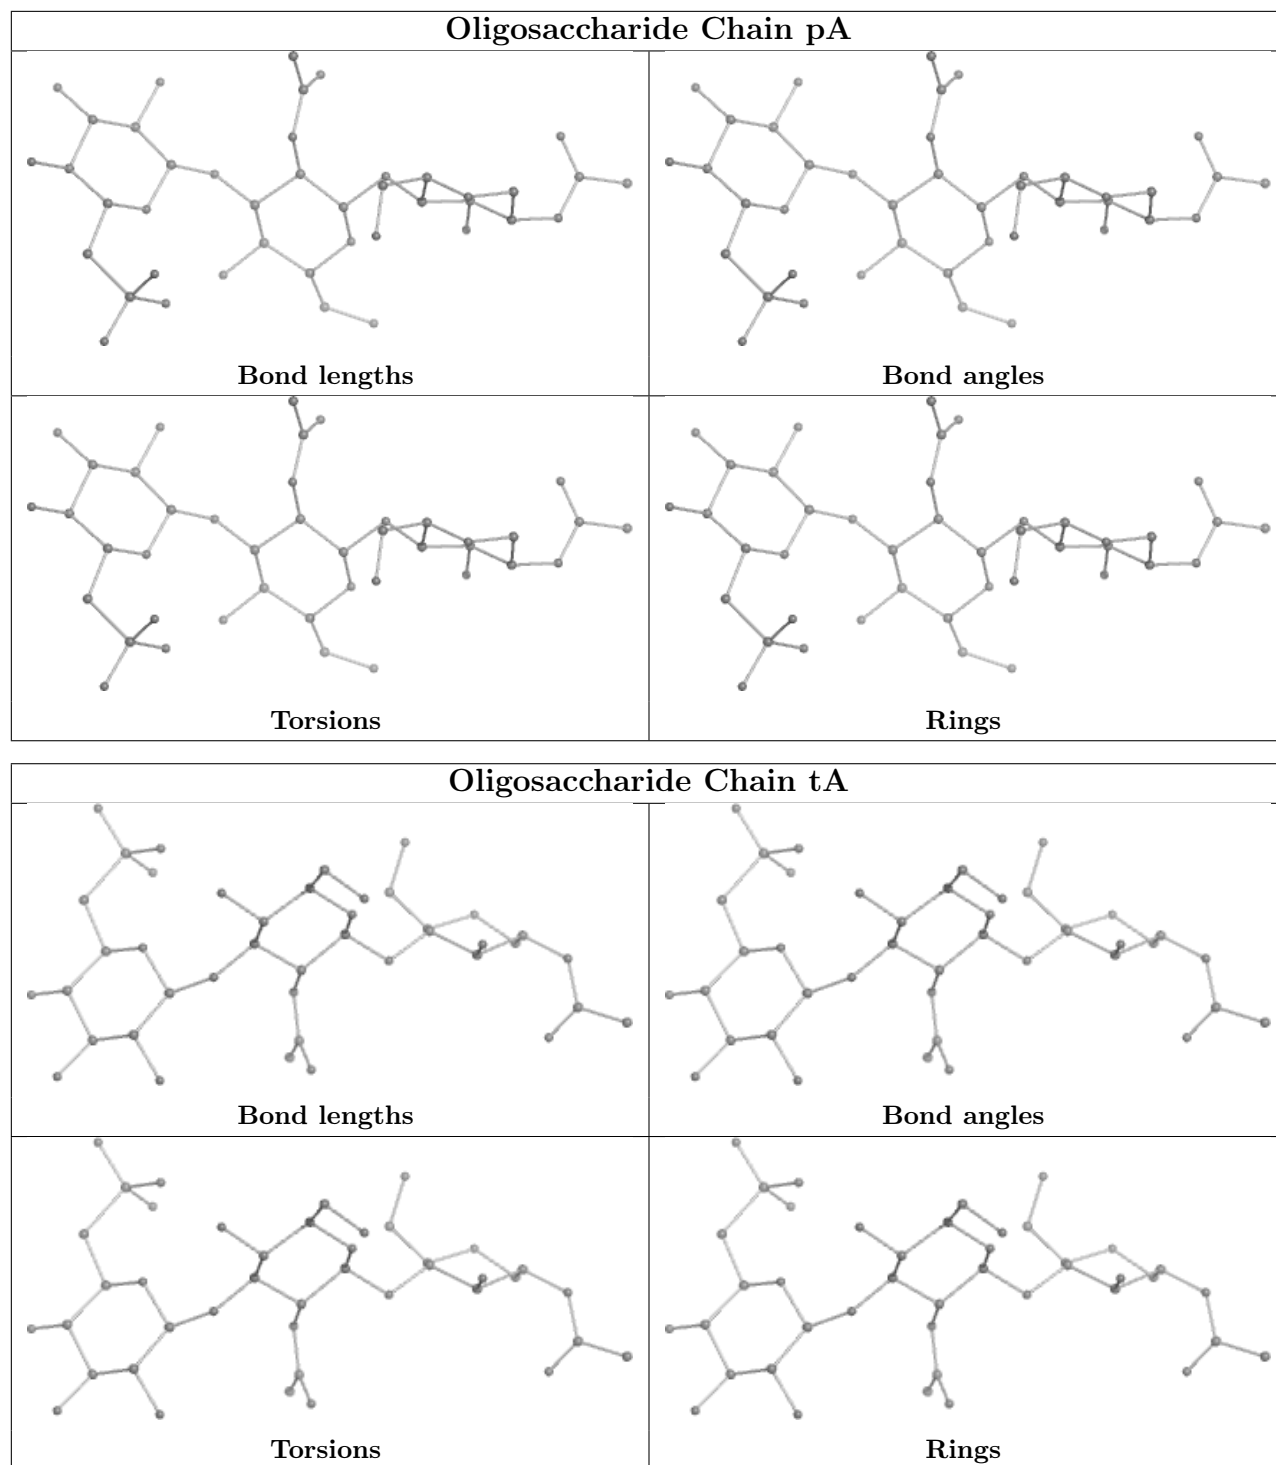 Oligosaccharide Chain pA
Bond lengths
Bond angles
Torsions
Rings
Oligosaccharide Chain tA
Bond lengths
Bond angles
Torsions
Rings